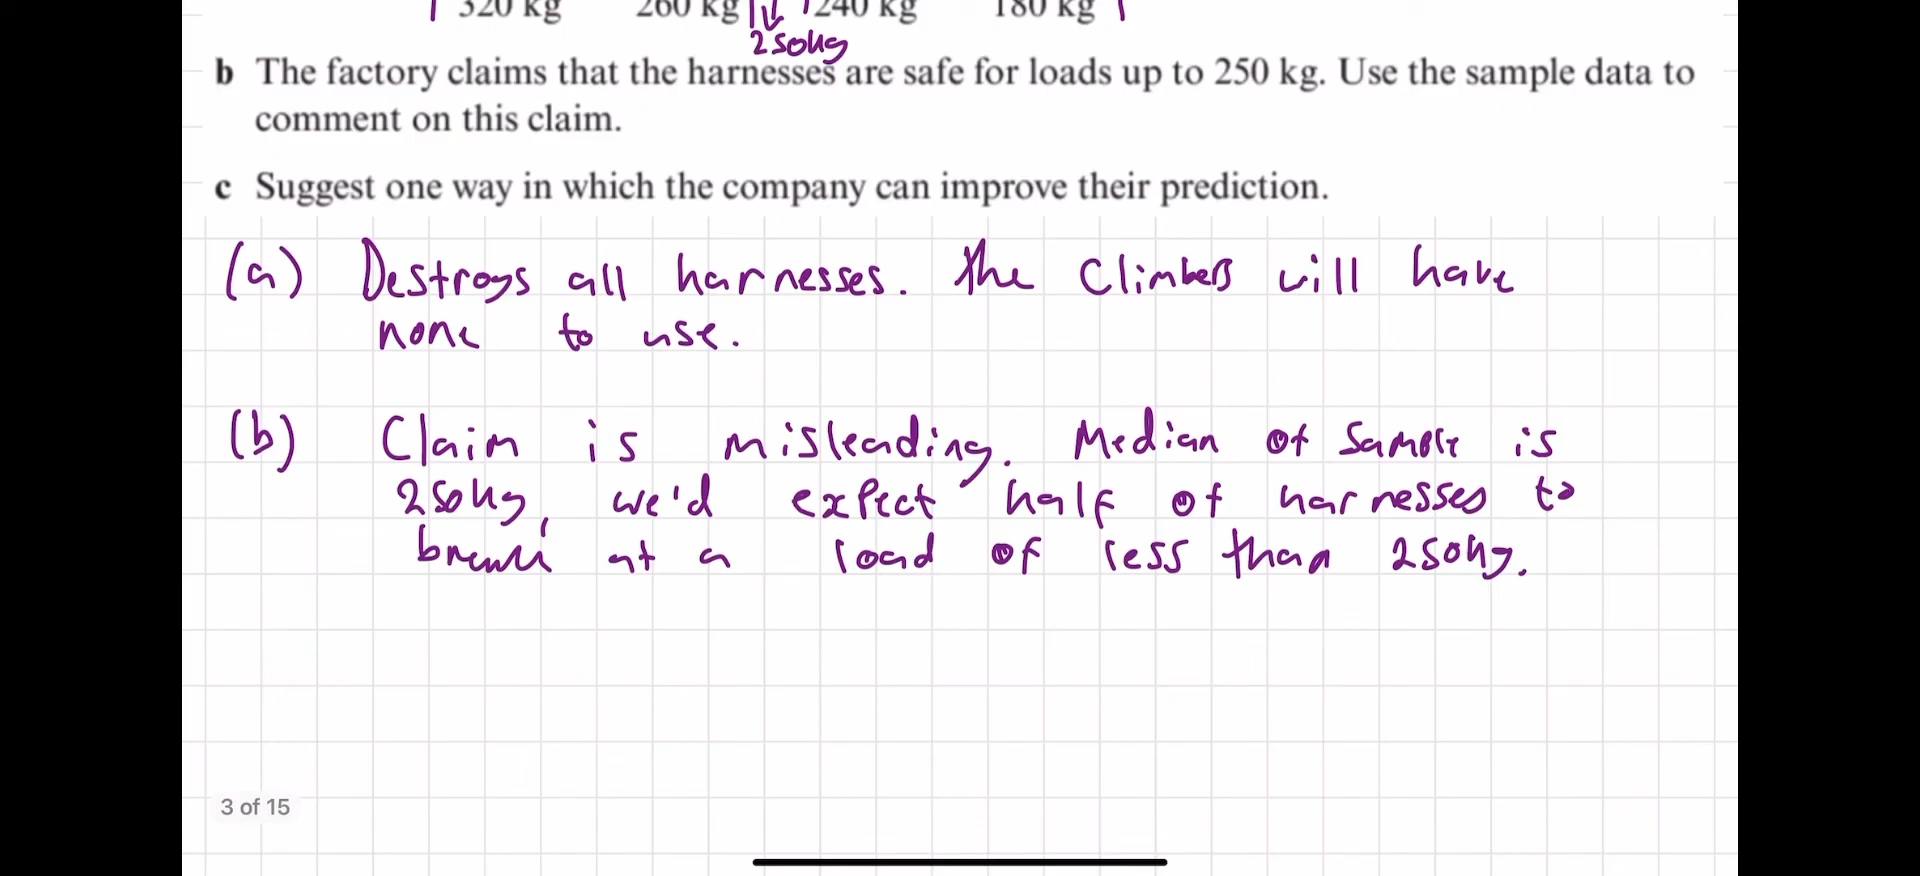 320 kg 260 kg 240 kg 180 kg
250kg
b The factory claims that the harnesses are safe for loads up to 250 kg. Use the sample data to
comment on this claim.
c Suggest one way in which the company can improve their prediction.
(a) Destroys all harnesses. The climbers will have
none to use.
(b) Claim is misleading. Median of sample is
250kg, we'd expect half of harnesses to
break at a load of less than 250kg.
3 of 15